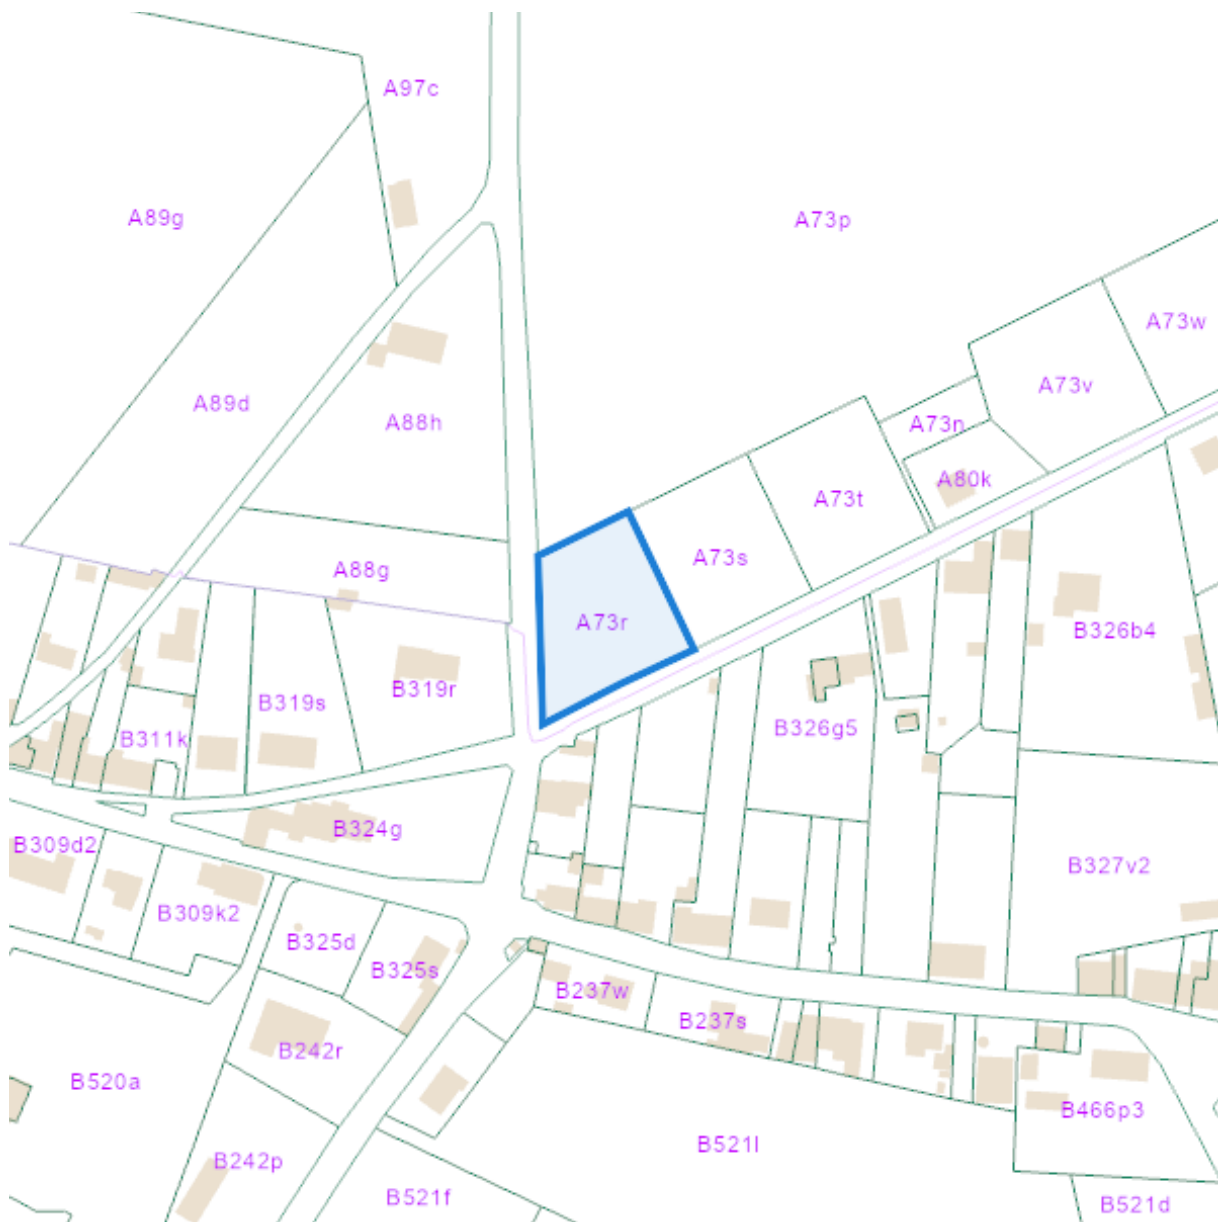 A97c
A89g
A73p
A73w
A73v
A89d
A88h
A73n
A80k
A73t
A73s
A88g
A73r
B326b4
B319r
B319s
B326g5
B311k
B324g
B309d2
B327v2
B309k2
B325d
B325s
B237w
B237s
B242r
B520a
B466p3
B521l
B242p
B521f
B521d